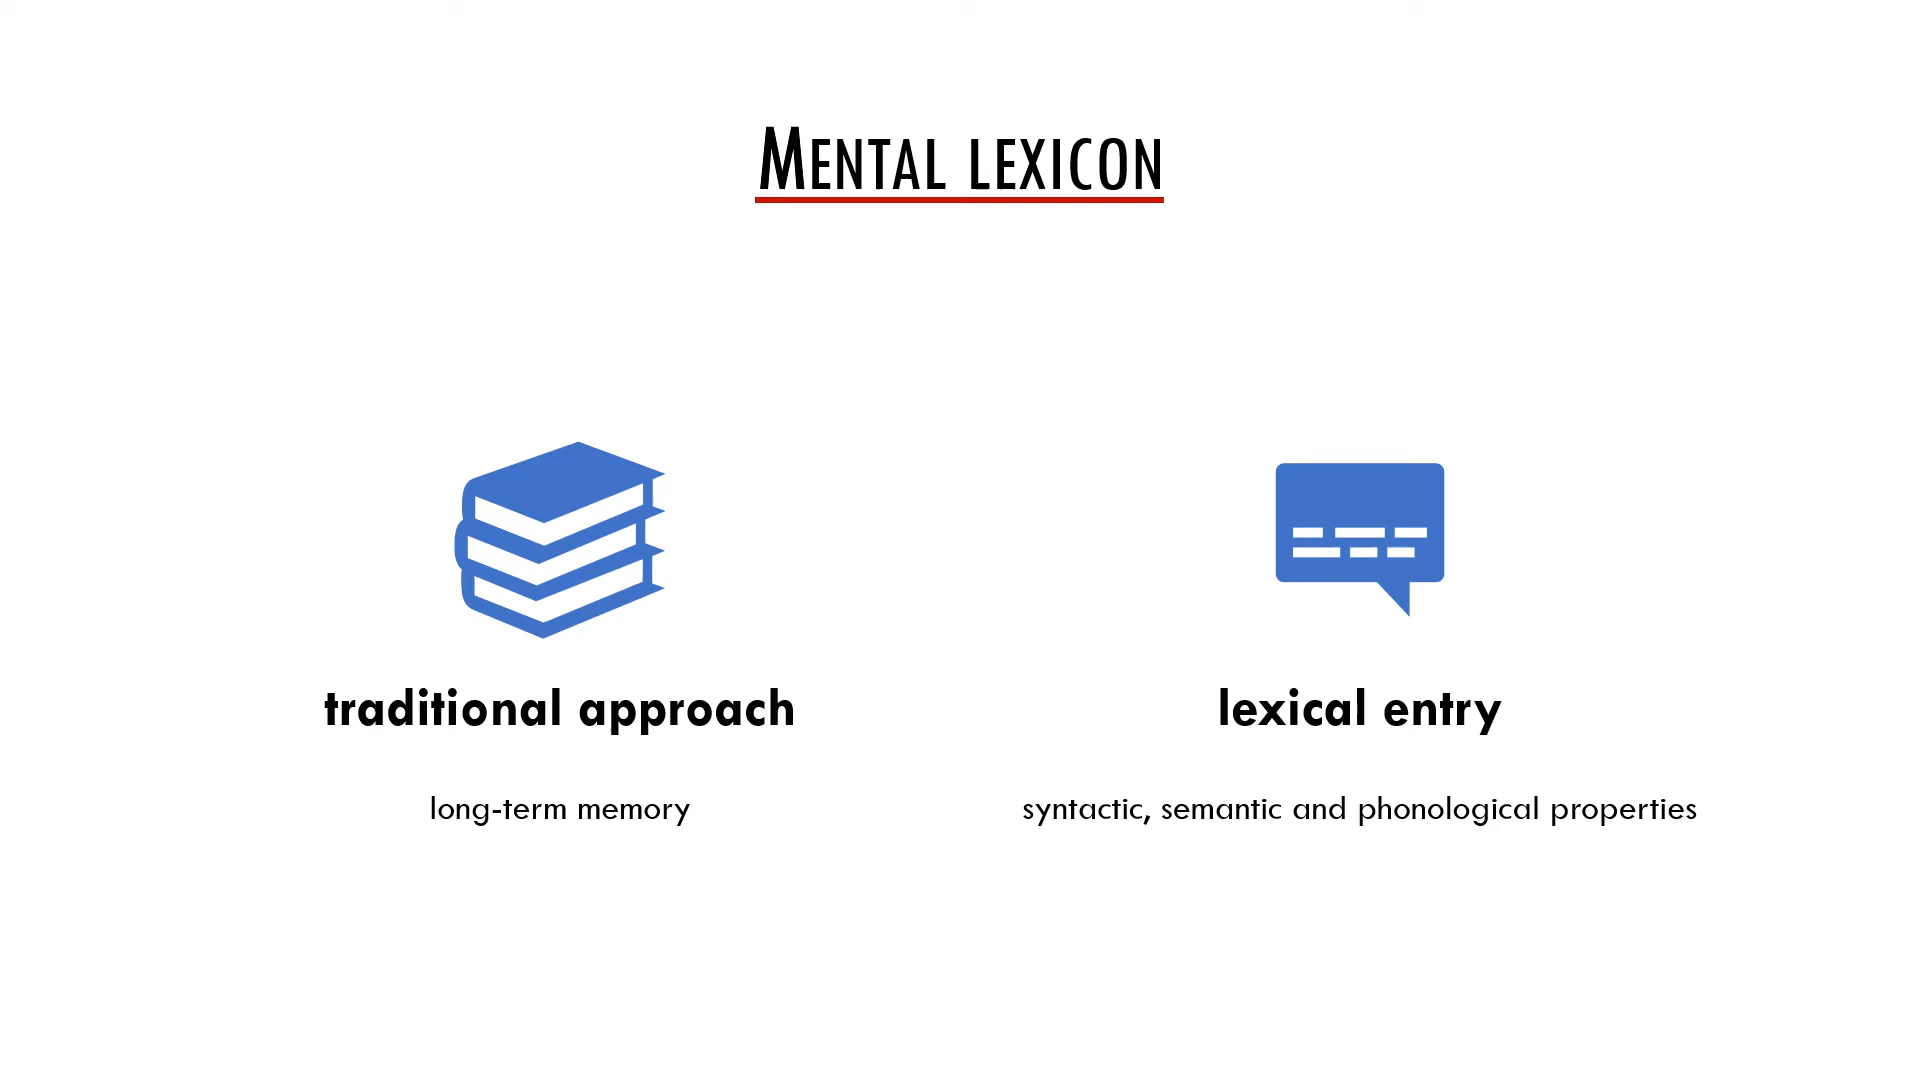 Mental lexicon
traditional approach
long-term memory
lexical entry
syntactic, semantic and phonological properties